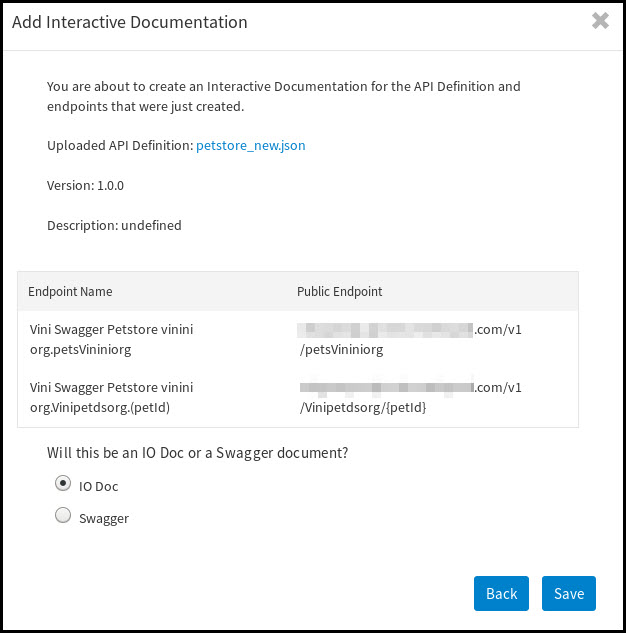 Add Interactive Documentation
You are about to create an Interactive Documentation for the API Definition and
endpoints that were just created.
Uploaded API Definition: petstore_new.json
Version: 1.0.0
Description: undefined
Endpoint Name Public Endpoint
Vini Swagger Petstore vinini .com/v1
org.petsVininiorg /petsVininiorg
Vini Swagger Petstore vinini .com/v1
org.Vinipetdsorg.(petId) /Vinipetdsorg/{petId}
Will this be an IO Doc or a Swagger document?
IO Doc
Swagger
Back Save